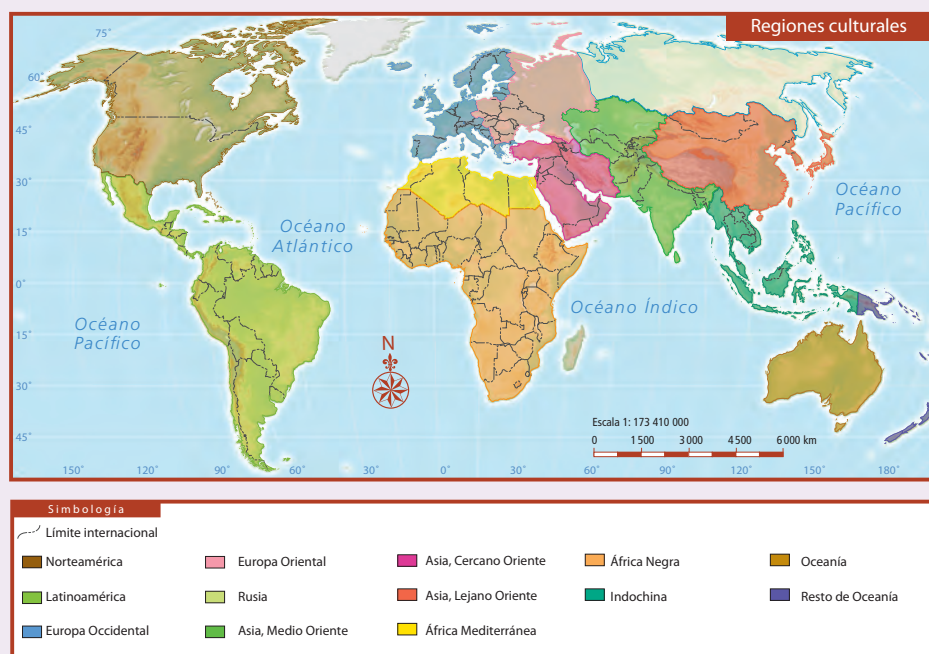 Regiones culturales
75°
60°
45°
30°
15°
0°
15°
30°
45°
Océano
Atlántico
Océano
Pacífico
Océano Índico
Océano
Pacífico
N
Escala 1: 173 410 000
0 1 500 3 000 4 500 6 000 km
150° 120° 90° 60° 30° 0° 30° 60° 90° 120° 150° 180°
Simbología
Límite internacional
Norteamérica
Latinoamérica
Europa Occidental
Europa Oriental
Rusia
Asia, Medio Oriente
Asia, Cercano Oriente
Asia, Lejano Oriente
África Mediterránea
África Negra
Indochina
Oceanía
Resto de Oceanía